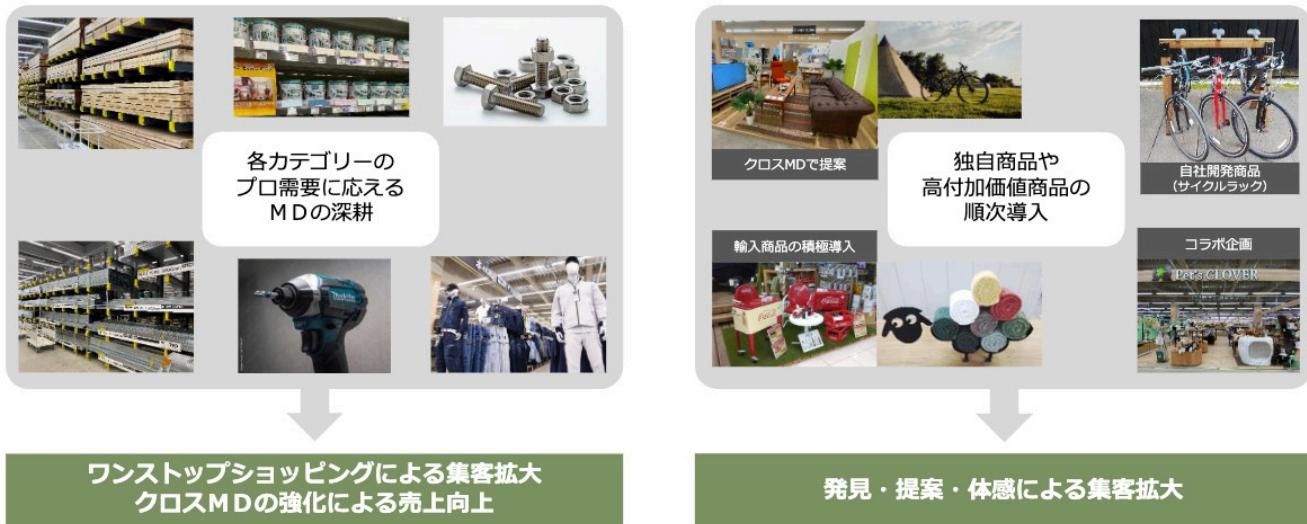 各カテゴリーの
プロ需要に応える
ＭＤの深耕
makita
ワンストップショッピングによる集客拡大
クロスＭＤの強化による売上向上
クロスMDで提案
独自商品や
高付加価値商品の
順次導入
自社開発商品
（サイクルラック）
輸入商品の積極導入
コラボ企画
Pet's CLOVER
発見・提案・体感による集客拡大